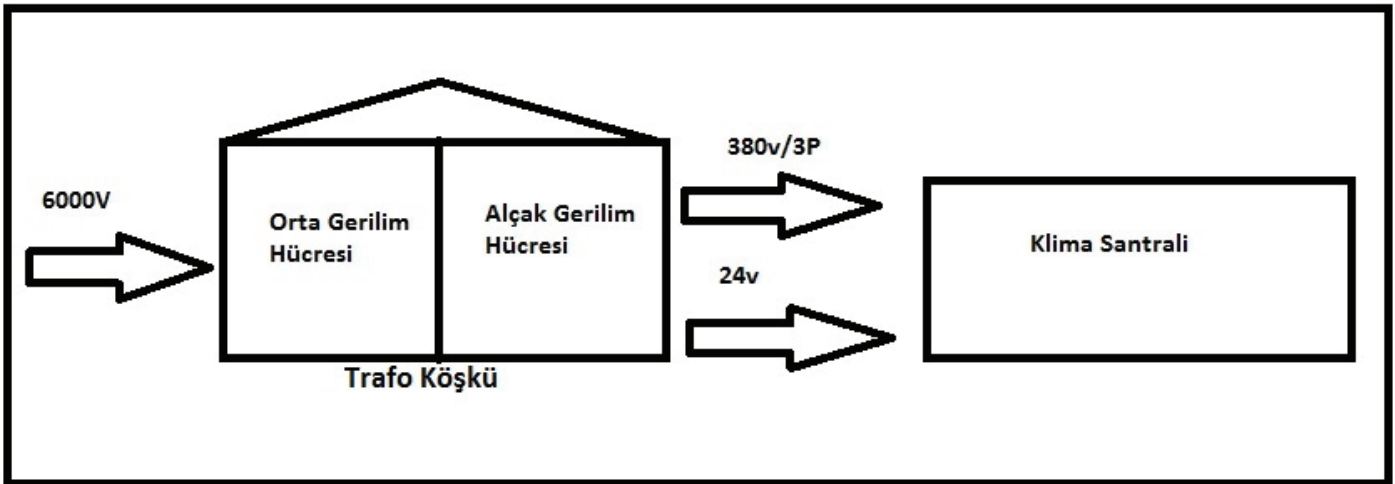 6000V
Orta Gerilim
Hücresi
Alçak Gerilim
Hücresi
Trafo Köşkü
380v/3P
24v
Klima Santrali